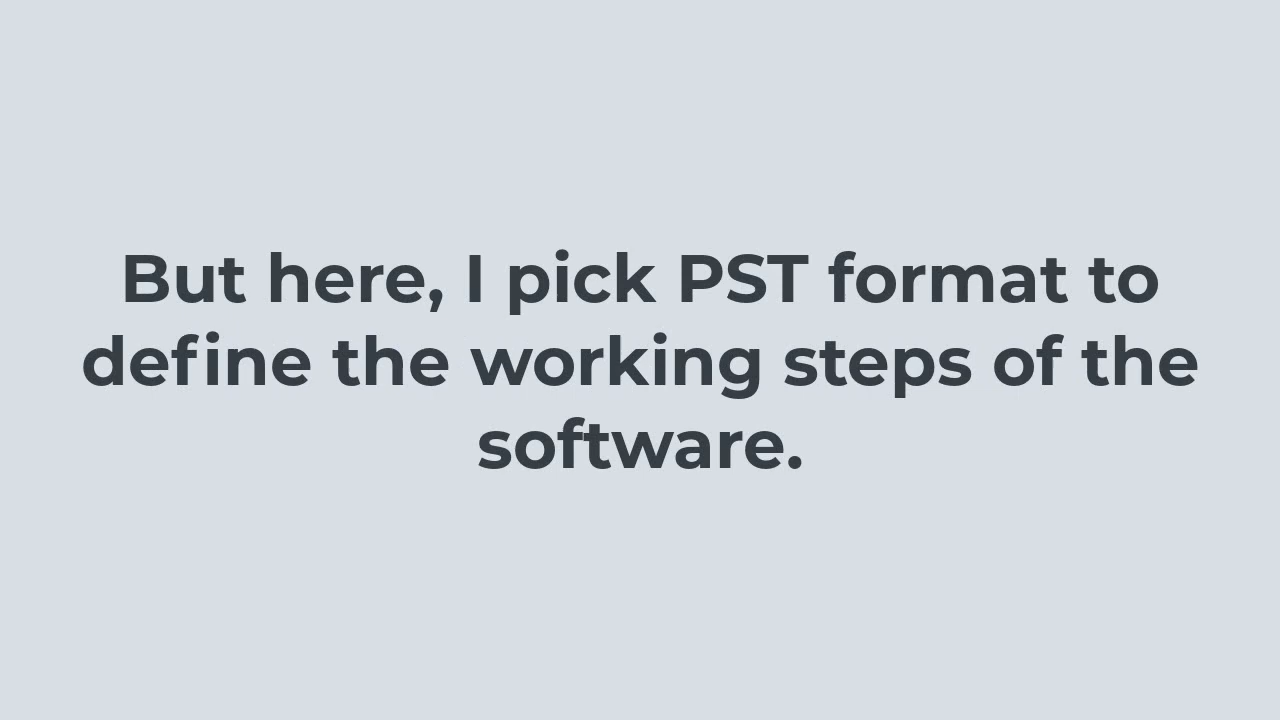 But here, I pick PST format to
define the working steps of the
software.